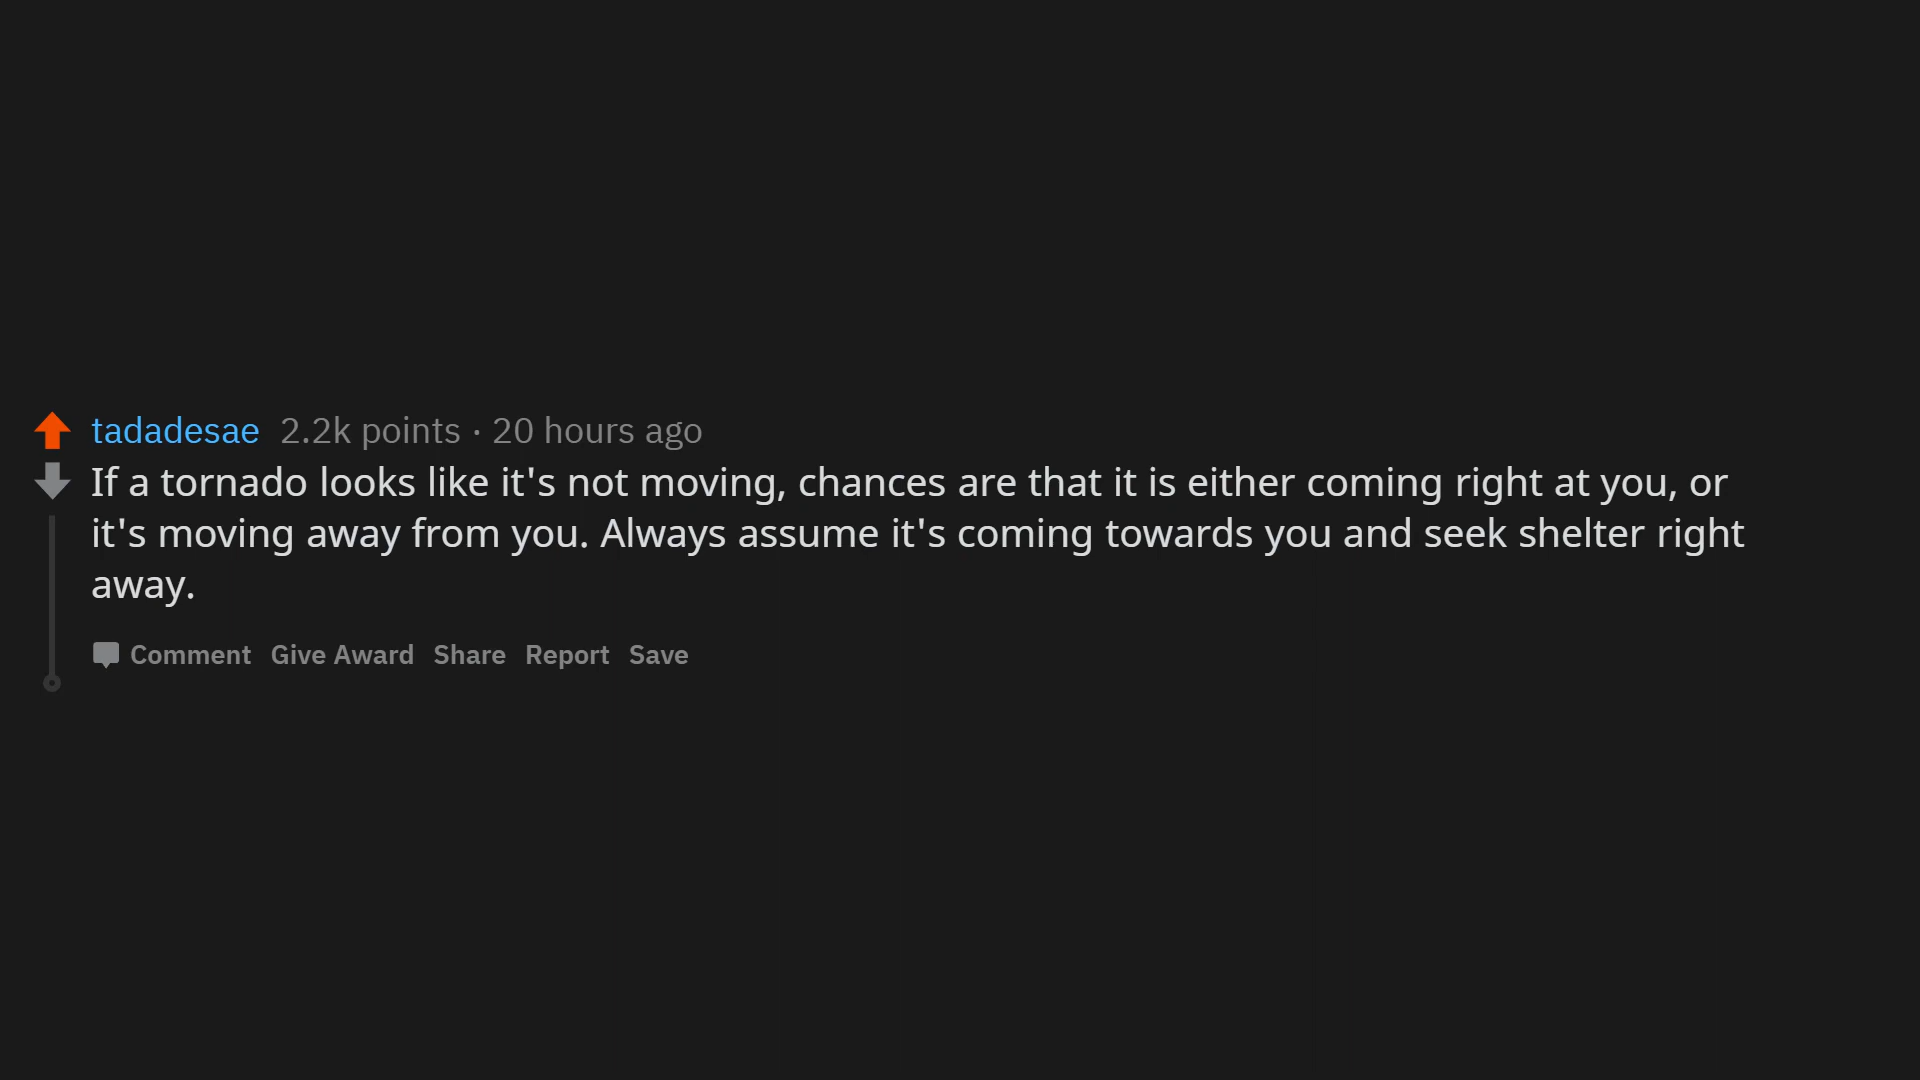 tadadesae 2.2k points · 20 hours ago
If a tornado looks like it's not moving, chances are that it is either coming right at you, or
it's moving away from you. Always assume it's coming towards you and seek shelter right
away.
Comment Give Award Share Report Save